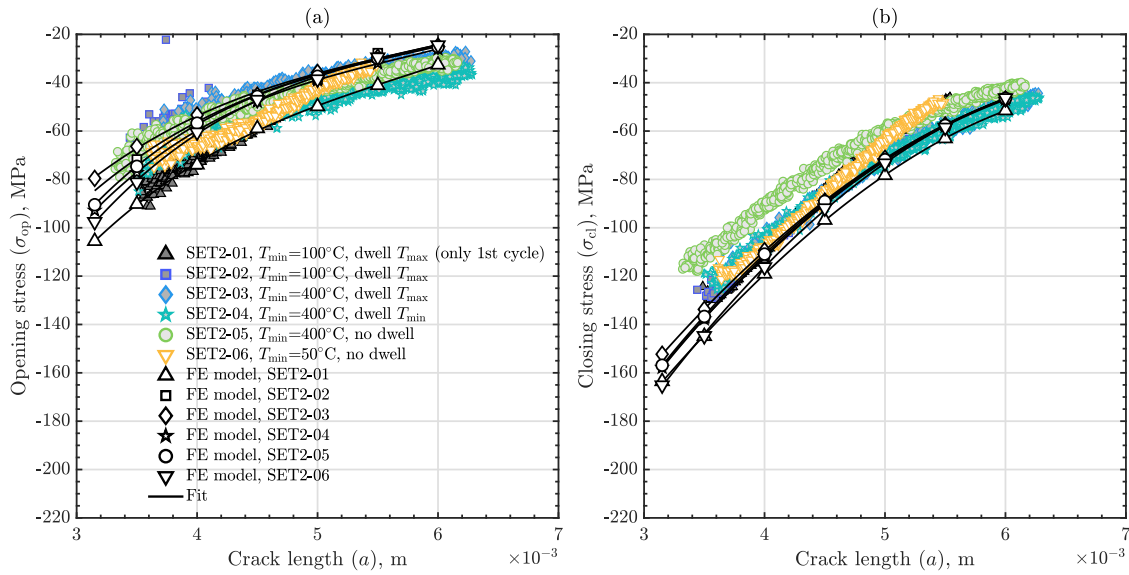 (a)
Opening stress (σop), MPa
-20
-40
-60
-80
-100
-120
-140
-160
-180
-200
-220
SET2-01, Tmin=100°C, dwell Tmax (only 1st cycle)
SET2-02, Tmin=100°C, dwell Tmax
SET2-03, Tmin=400°C, dwell Tmax
SET2-04, Tmin=400°C, dwell Tmin
SET2-05, Tmin=400°C, no dwell
SET2-06, Tmin=50°C, no dwell
FE model, SET2-01
FE model, SET2-02
FE model, SET2-03
FE model, SET2-04
FE model, SET2-05
FE model, SET2-06
Fit
3 4 5 6 7
Crack length (a), m
×10−3
(b)
Closing stress (σcl), MPa
-20
-40
-60
-80
-100
-120
-140
-160
-180
-200
-220
3 4 5 6 7
Crack length (a), m
×10−3